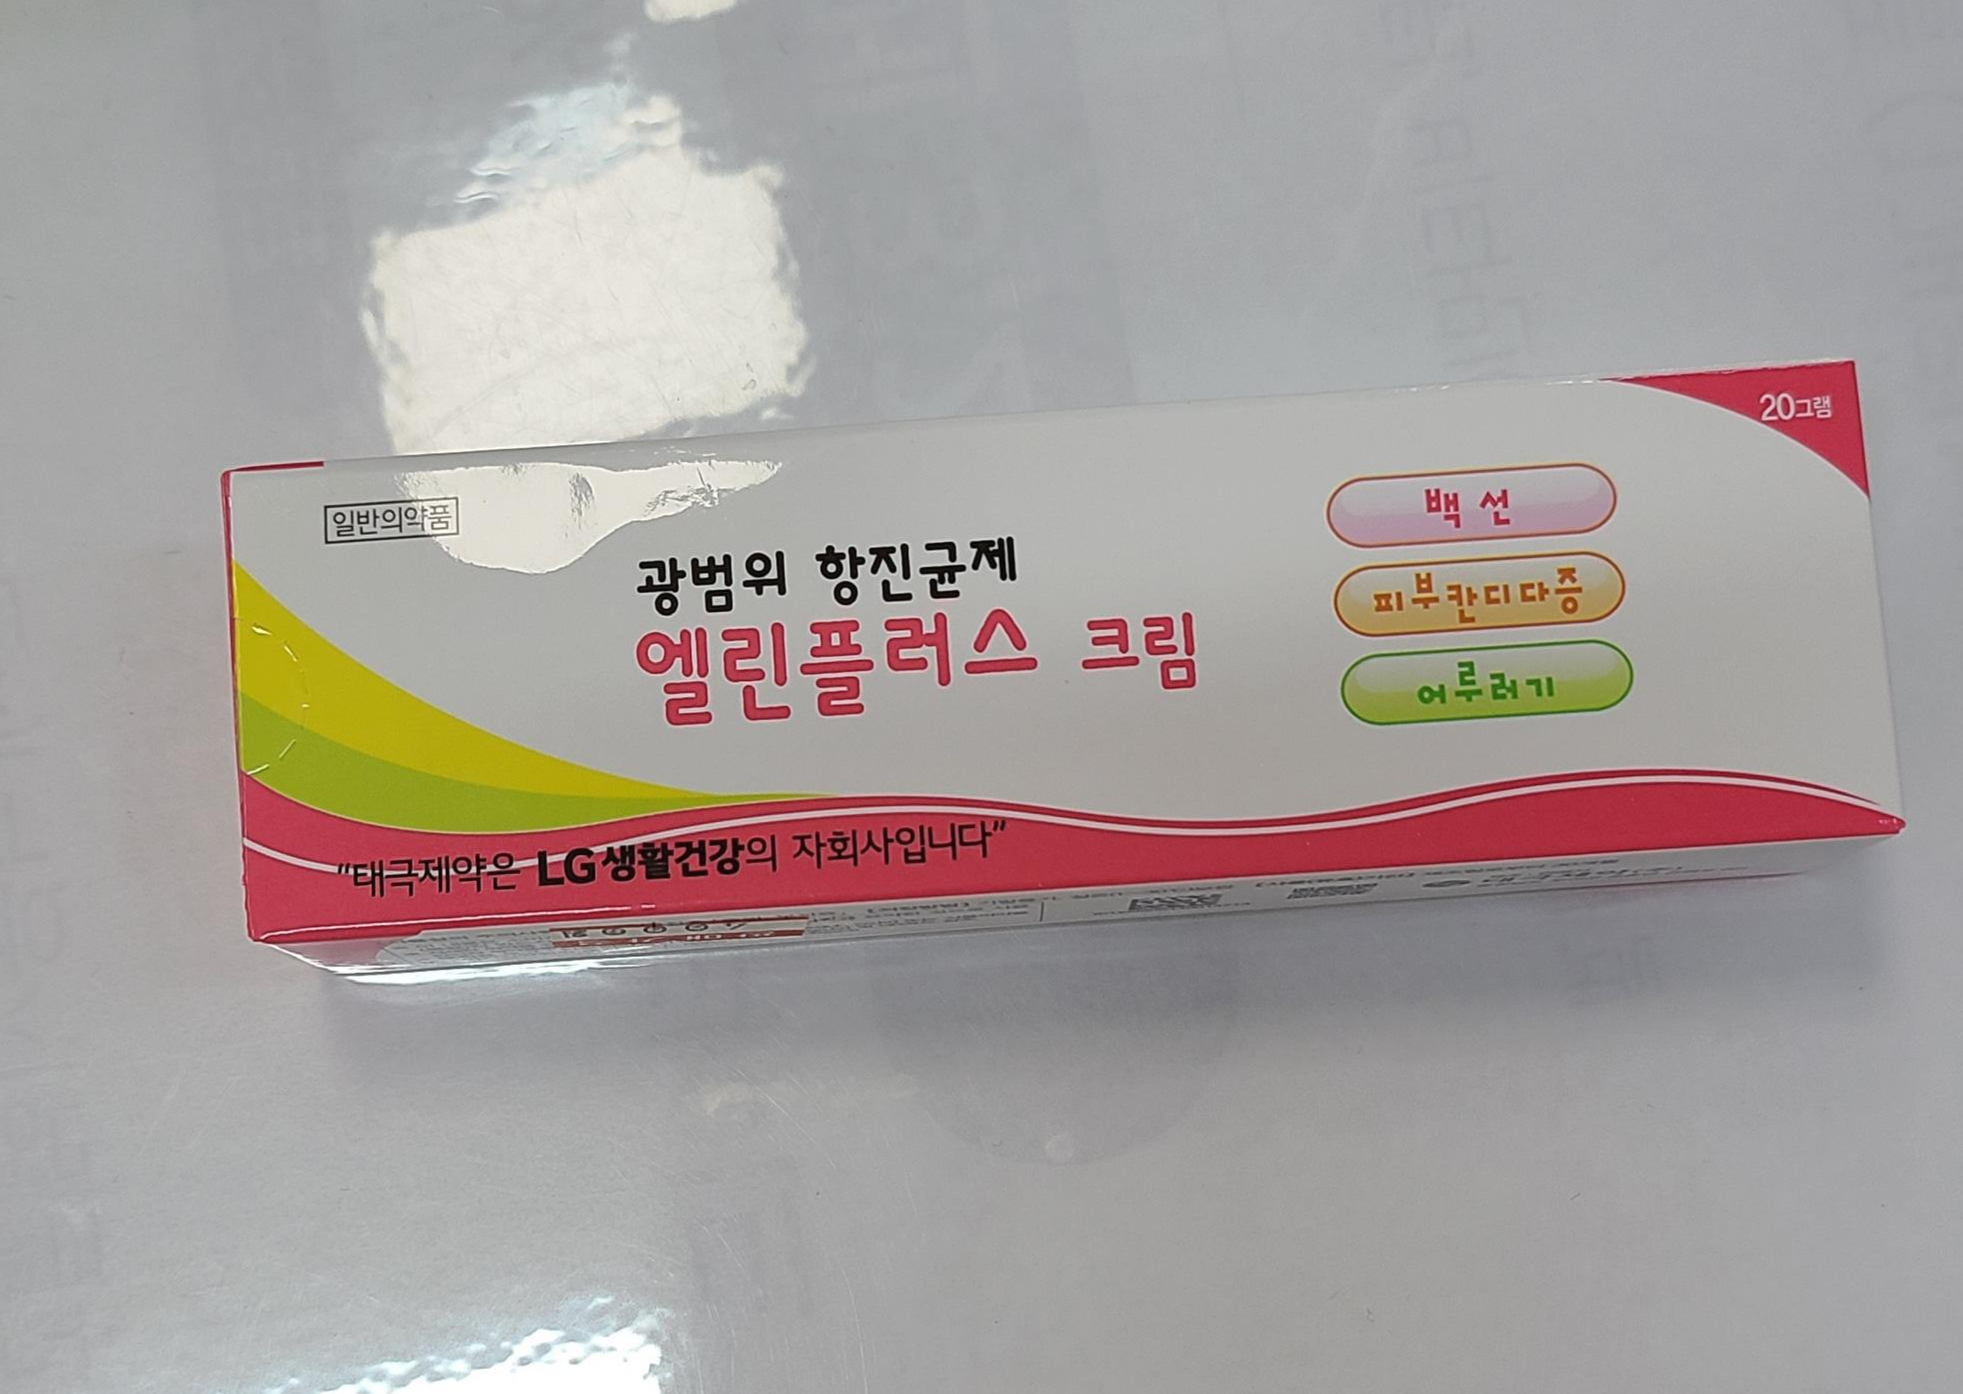 20그램
일반의약품
광범위 항진균제
엘린플러스 크림
백선
피부칸디다증
어루러기
"태극제약은 LG생활건강의 자회사입니다"